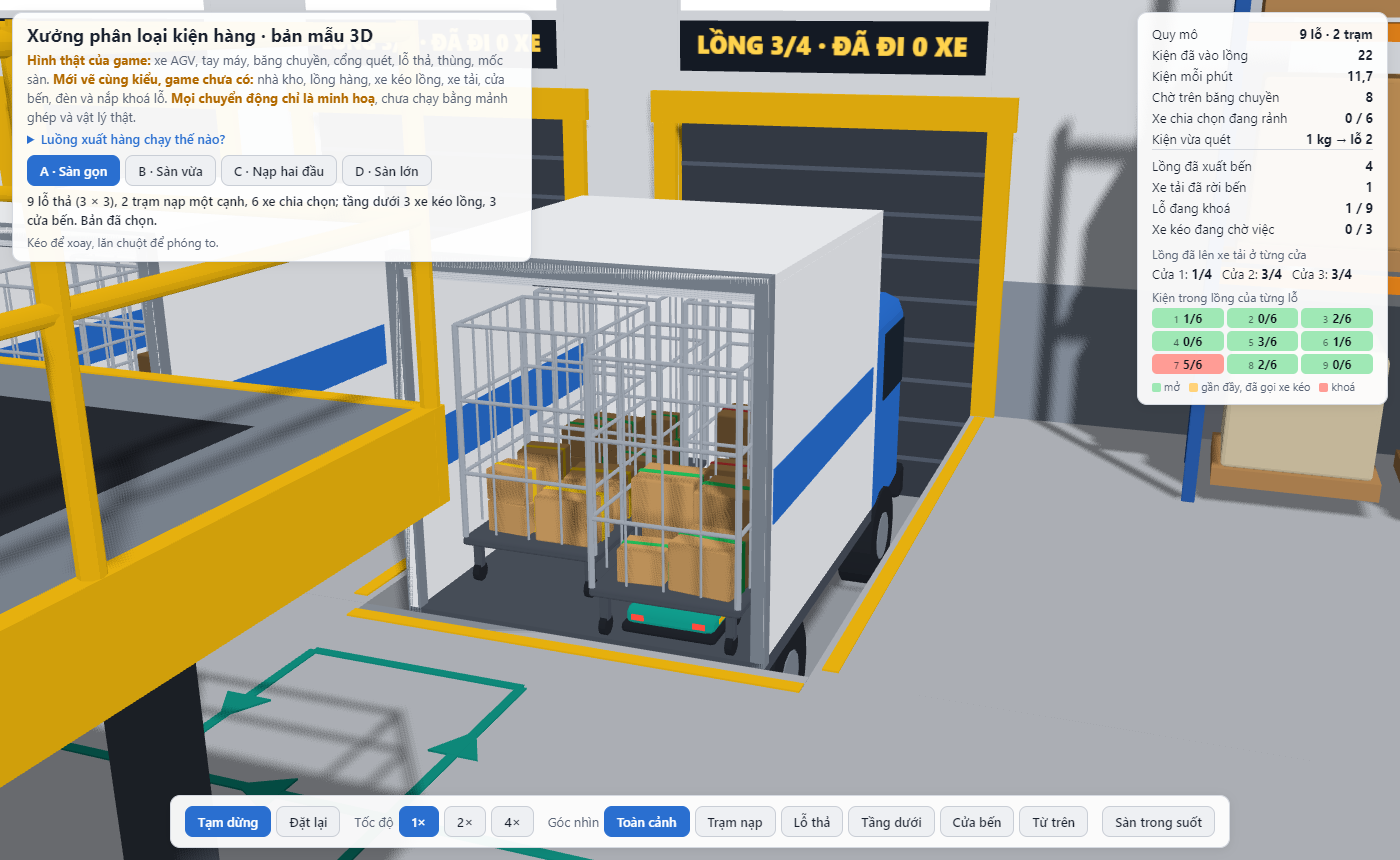 Xưởng phân loại kiện hàng · bản mẫu 3D
Hình thật của game: xe AGV, tay máy, băng chuyền, cổng quét, lỗ thả, thùng, mốc
sàn. Mới vẽ cùng kiểu, game chưa có: nhà kho, lồng hàng, xe kéo lồng, xe tải, cửa
bến, đèn và nắp khoá lỗ. Mọi chuyển động chỉ là minh hoạ, chưa chạy bằng mảnh
ghép và vật lý thật.
▶ Luồng xuất hàng chạy thế nào?
A · Sàn gọn
B · Sàn vừa
C · Nạp hai đầu
D · Sàn lớn
9 lỗ thả (3 × 3), 2 trạm nạp một cạnh, 6 xe chia chọn; tầng dưới 3 xe kéo lồng, 3
cửa bến. Bản đã chọn.
Kéo để xoay, lăn chuột để phóng to.
LỒNG 3/4 · ĐÃ ĐI 0 XE
LỒNG 3/4 · ĐÃ ĐI 0 XE
Quy mô 9 lỗ · 2 trạm
Kiện đã vào lồng 22
Kiện mỗi phút 11,7
Chờ trên băng chuyền 8
Xe chia chọn đang rảnh 0 / 6
Kiện vừa quét 1 kg → lỗ 2
Lồng đã xuất bến 4
Xe tải đã rời bến 1
Lỗ đang khoá 1 / 9
Xe kéo đang chờ việc 0 / 3
Lồng đã lên xe tải ở từng cửa
Cửa 1: 1/4 Cửa 2: 3/4 Cửa 3: 3/4
Kiện trong lồng của từng lỗ
1 1/6 2 0/6 3 2/6
4 0/6 5 3/6 6 1/6
7 5/6 8 2/6 9 0/6
mở gần đầy, đã gọi xe kéo khoá
Tạm dừng
Đặt lại
Tốc độ
1×
2×
4×
Góc nhìn
Toàn cảnh
Trạm nạp
Lỗ thả
Tầng dưới
Cửa bến
Từ trên
Sàn trong suốt